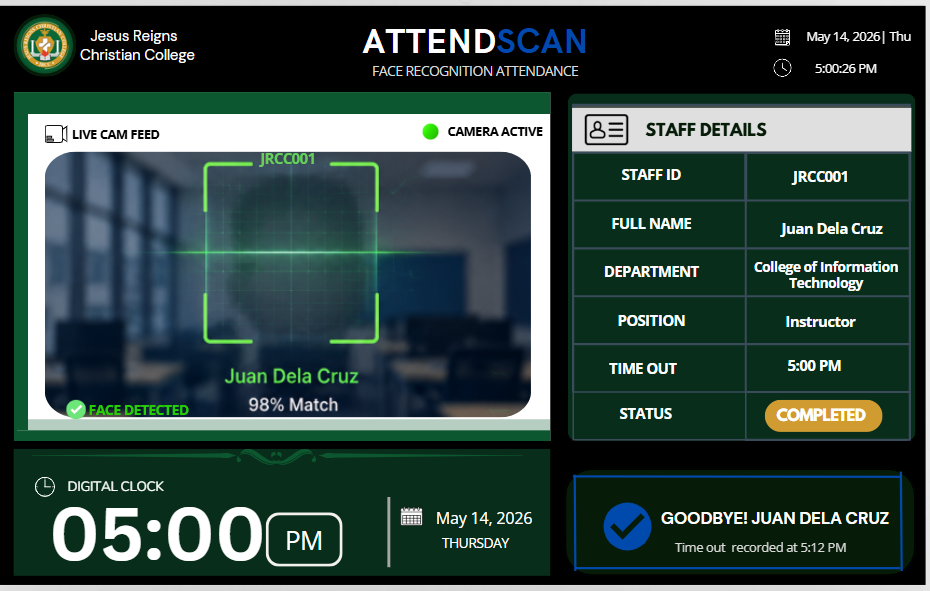 Jesus Reigns
Christian College
ATTENDSCAN
FACE RECOGNITION ATTENDANCE
May 14, 2026| Thu
5:00:26 PM
LIVE CAM FEED
CAMERA ACTIVE
JRCC001
Juan Dela Cruz
98% Match
FACE DETECTED
STAFF DETAILS
STAFF ID
JRCC001
FULL NAME
Juan Dela Cruz
DEPARTMENT
College of Information
Technology
POSITION
Instructor
TIME OUT
5:00 PM
STATUS
COMPLETED
DIGITAL CLOCK
05:00 PM
May 14, 2026
THURSDAY
GOODBYE! JUAN DELA CRUZ
Time out recorded at 5:12 PM